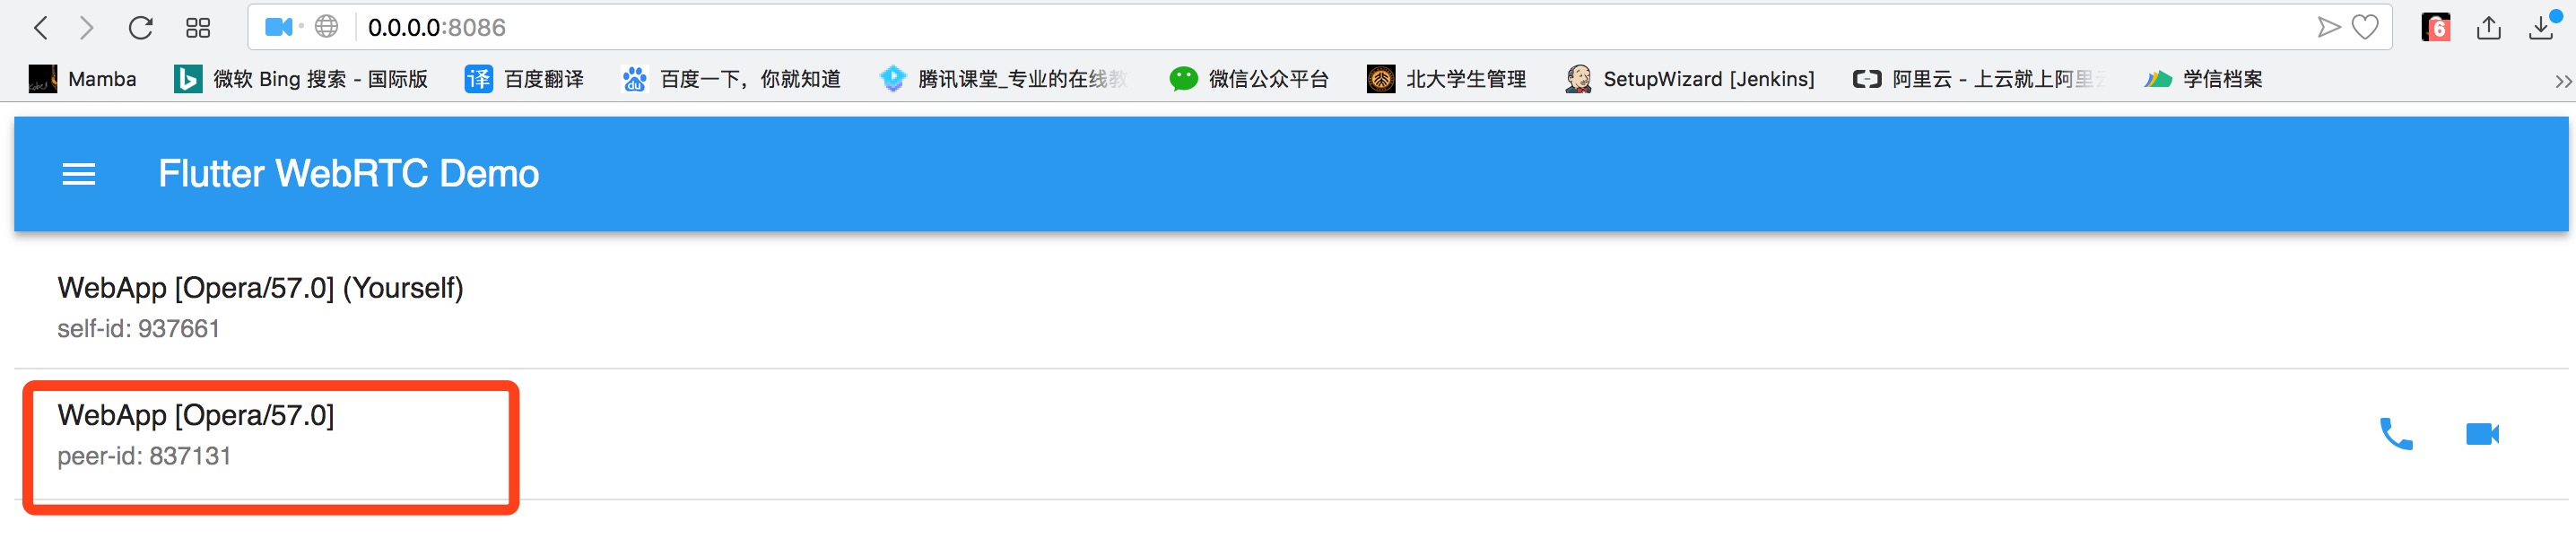 0.0.0.0:8086
6
Mamba
微软 Bing 搜索 - 国际版
译 百度翻译
du 百度一下，你就知道
腾讯课堂_专业的在线教
微信公众平台
北大学生管理
SetupWizard [Jenkins]
阿里云 - 上云就上阿里云
学信档案
Flutter WebRTC Demo
WebApp [Opera/57.0] (Yourself)
self-id: 937661
WebApp [Opera/57.0]
peer-id: 837131